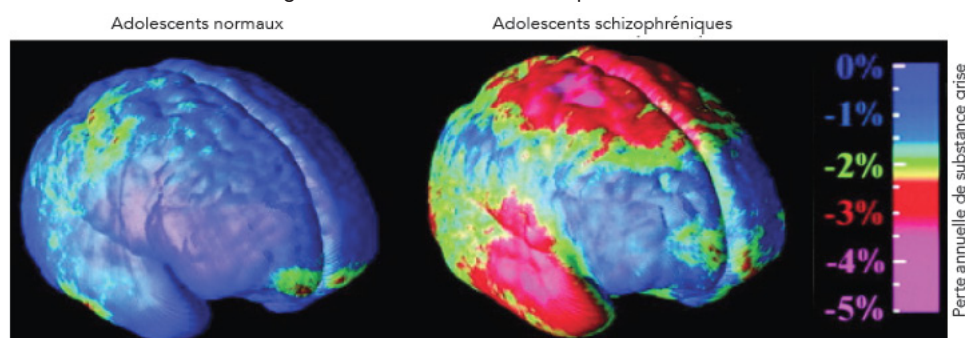 Adolescents normaux
Adolescents schizophréniques
0%
-1%
-2%
-3%
-4%
-5%
Perte annuelle de substance grise